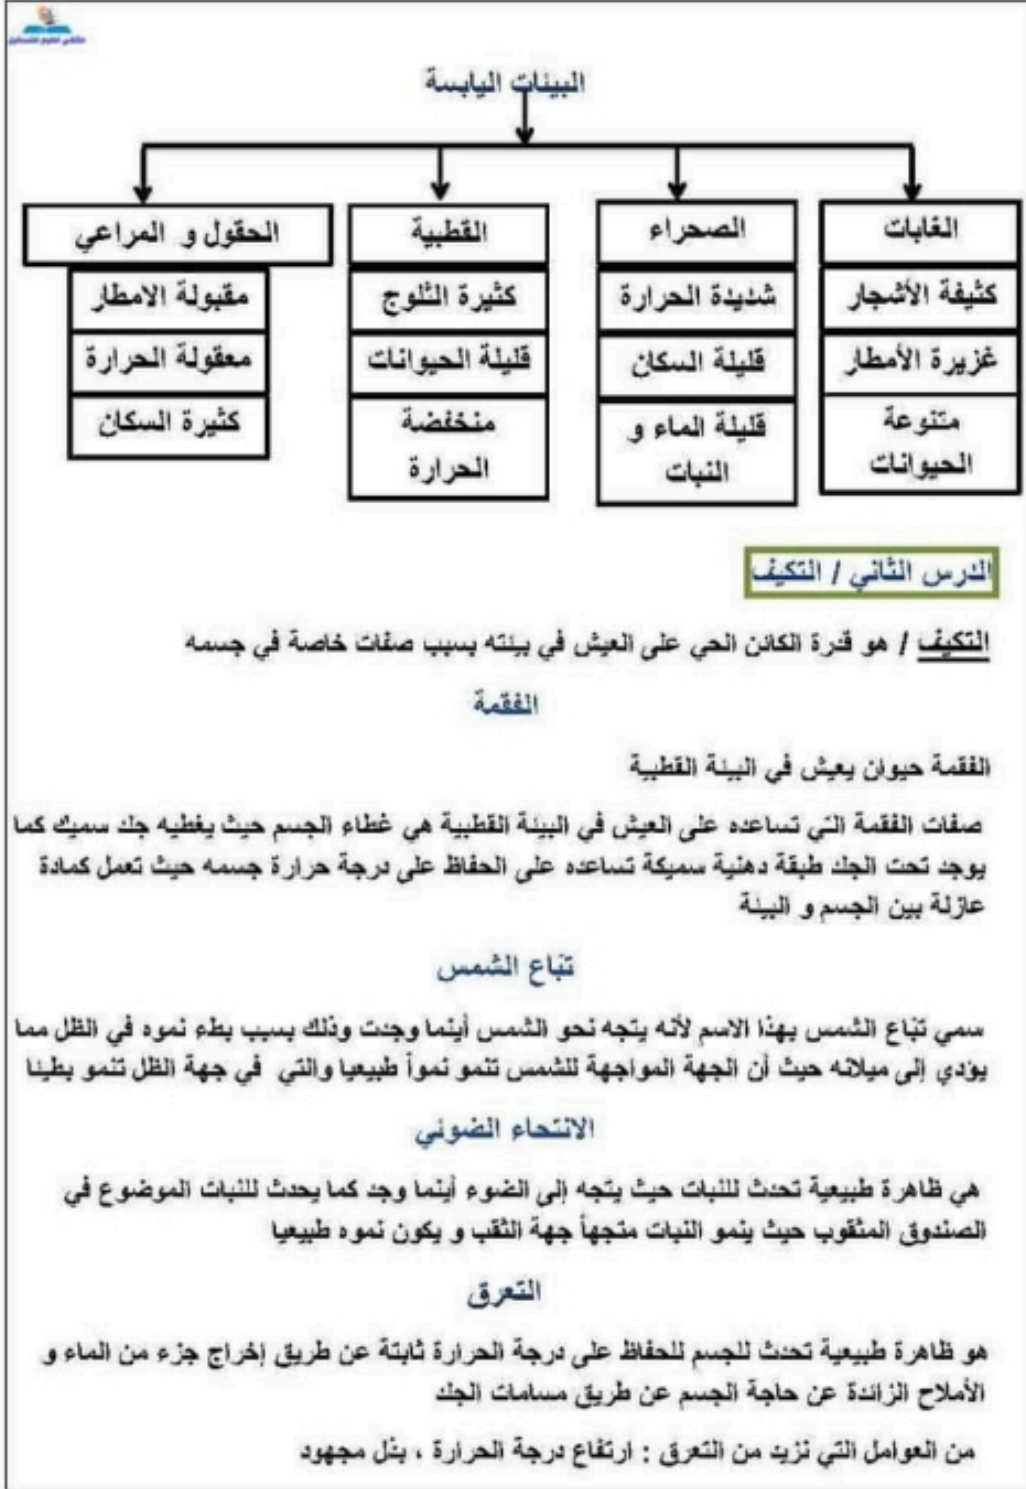 ملتقى تعليم فلسطين
البيئات اليابسة
الغابات
كثيفة الأشجار
غزيرة الأمطار
متنوعة
الحيوانات
الصحراء
شديدة الحرارة
قليلة السكان
قليلة الماء و
النبات
القطبية
كثيرة الثلوج
قليلة الحيوانات
منخفضة
الحرارة
الحقول و المراعي
مقبولة الامطار
معقولة الحرارة
كثيرة السكان
الدرس الثاني / التكيف
التكيف / هو قدرة الكائن الحي على العيش في بيئته بسبب صفات خاصة في جسمه
الفقمة
الفقمة حيوان يعيش في البيئة القطبية
صفات الفقمة التي تساعده على العيش في البيئة القطبية هي غطاء الجسم حيث يغطيه جلد سميك كما
يوجد تحت الجلد طبقة دهنية سميكة تساعده على الحفاظ على درجة حرارة جسمه حيث تعمل كمادة
عازلة بين الجسم و البيئة
تبّاع الشمس
سمي تبّاع الشمس بهذا الاسم لأنه يتجه نحو الشمس أينما وجدت وذلك بسبب بطء نموه في الظل مما
يؤدي إلى ميلانه حيث أن الجهة المواجهة للشمس تنمو نمواً طبيعيا والتي في جهة الظل تنمو بطيئا
الانتحاء الضوئي
هي ظاهرة طبيعية تحدث للنبات حيث يتجه إلى الضوء أينما وجد كما يحدث للنبات الموضوع في
الصندوق المثقوب حيث ينمو النبات متجهاً جهة الثقب و يكون نموه طبيعيا
التعرق
هو ظاهرة طبيعية تحدث للجسم للحفاظ على درجة الحرارة ثابتة عن طريق إخراج جزء من الماء و
الأملاح الزائدة عن حاجة الجسم عن طريق مسامات الجلد
من العوامل التي تزيد من التعرق : ارتفاع درجة الحرارة ، بذل مجهود